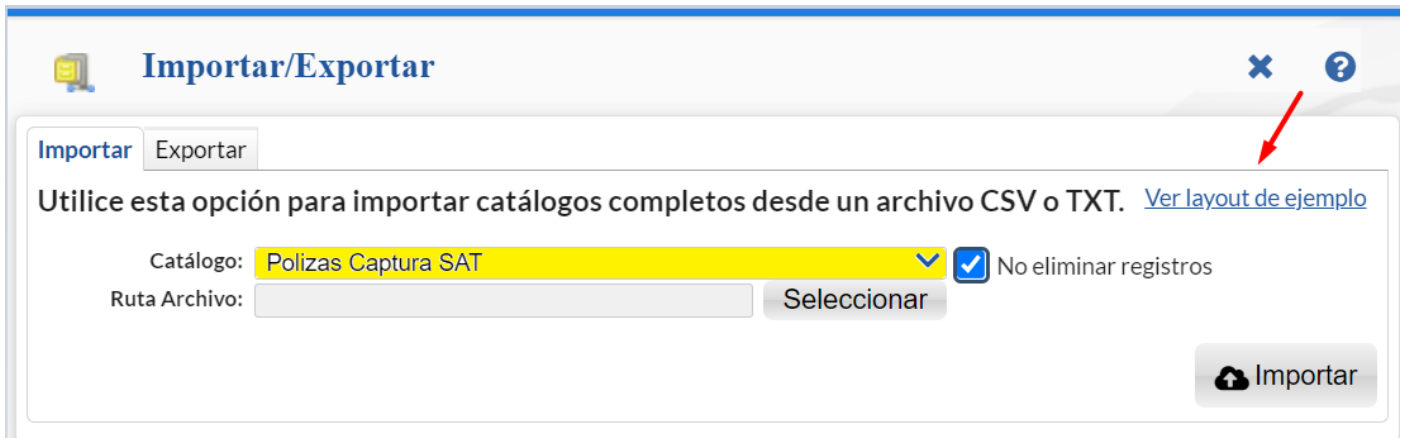 Importar/Exportar
Importar Exportar
Utilice esta opción para importar catálogos completos desde un archivo CSV o TXT. Ver layout de ejemplo
Catálogo: Polizas Captura SAT No eliminar registros
Ruta Archivo: Seleccionar
Importar